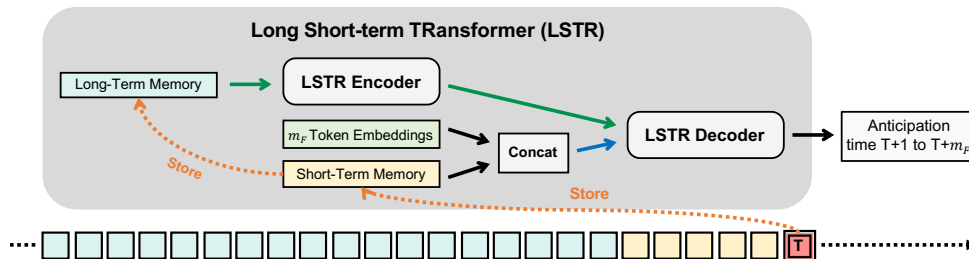 Long Short-term TRansformer (LSTR)
Long-Term Memory
LSTR Encoder
m_F Token Embeddings
Short-Term Memory
Concat
LSTR Decoder
Anticipation
time T+1 to T+m_F
Store
Store
T